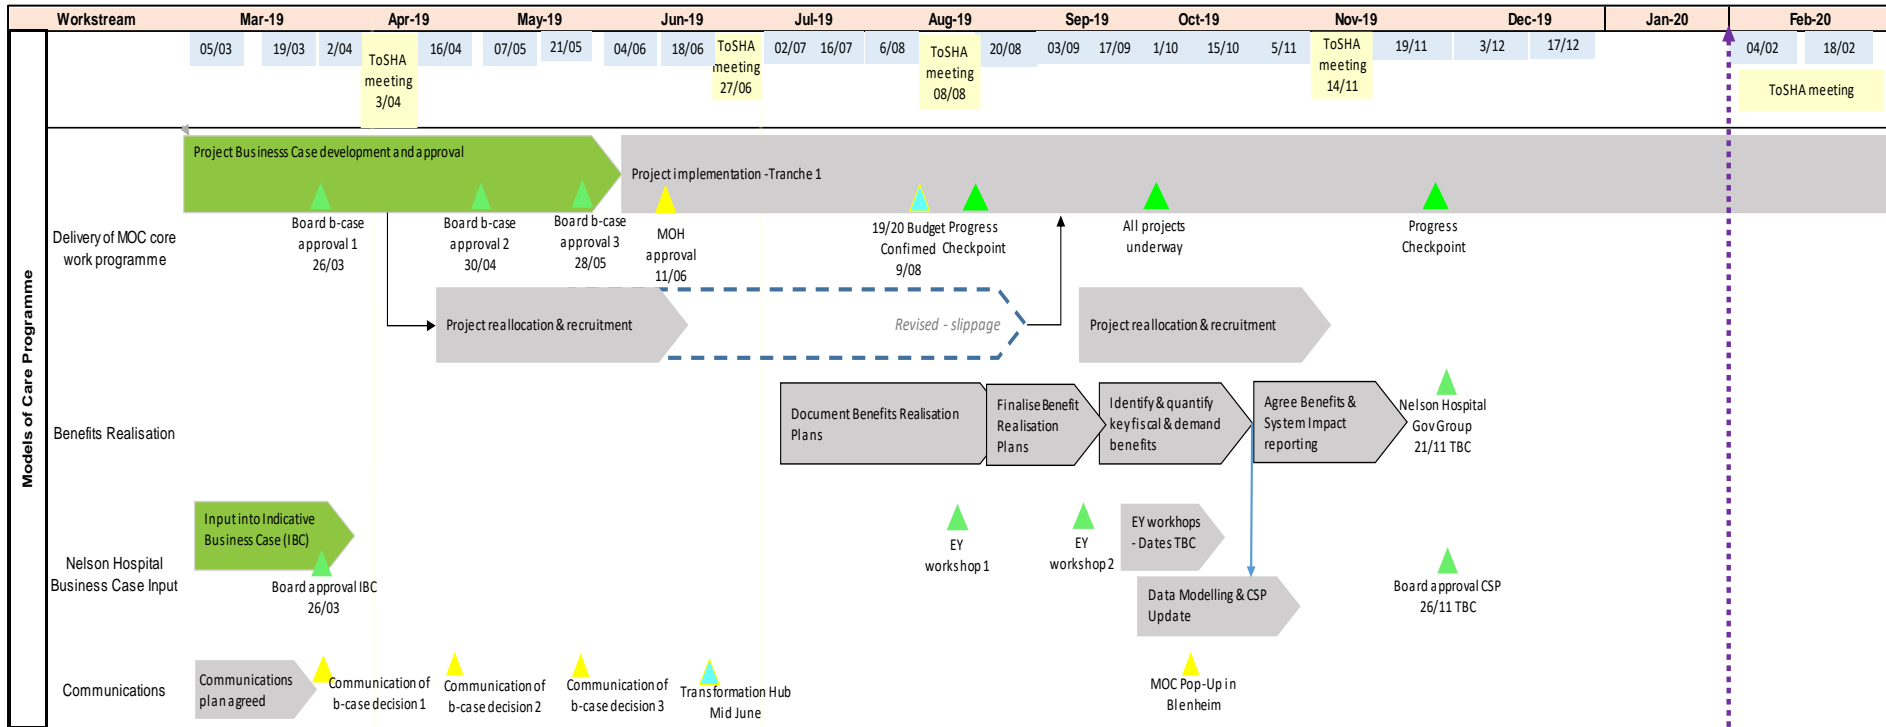 Workstream
Mar-19
Apr-19
May-19
Jun-19
Jul-19
Aug-19
Sep-19
Oct-19
Nov-19
Dec-19
Jan-20
Feb-20
05/03
19/03
2/04
ToSHA
meeting
3/04
16/04
07/05
21/05
04/06
18/06
ToSHA
meeting
27/06
02/07
16/07
6/08
ToSHA
meeting
08/08
20/08
03/09
17/09
1/10
15/10
5/11
ToSHA
meeting
14/11
19/11
3/12
17/12
04/02
18/02
ToSHA meeting
Models of Care Programme
Delivery of MOC core
work programme
Project Businesss Case development and approval
Project implementation -Tranche 1
Board b-case
approval 1
26/03
Board b-case
approval 2
30/04
Board b-case
approval 3
28/05
MOH
approval
11/06
19/20 Budget
Confimed
9/08
Progress
Checkpoint
All projects
underway
Progress
Checkpoint
Project reallocation & recruitment
Revised - slippage
Project reallocation & recruitment
Benefits Realisation
Document Benefits Realisation
Plans
Finalise Benefit
Realisation
Plans
Identify & quantify
key fiscal & demand
benefits
Agree Benefits &
System Impact
reporting
Nelson Hospital
Gov Group
21/11 TBC
Nelson Hospital
Business Case Input
Input into Indicative
Business Case (IBC)
Board approval IBC
26/03
EY
workshop 1
EY
workshop 2
EY workhops
- Dates TBC
Data Modelling & CSP
Update
Board approval CSP
26/11 TBC
Communications
Communications
plan agreed
Communication of
b-case decision 1
Communication of
b-case decision 2
Communication of
b-case decision 3
Transformation Hub
Mid June
MOC Pop-Up in
Blenheim